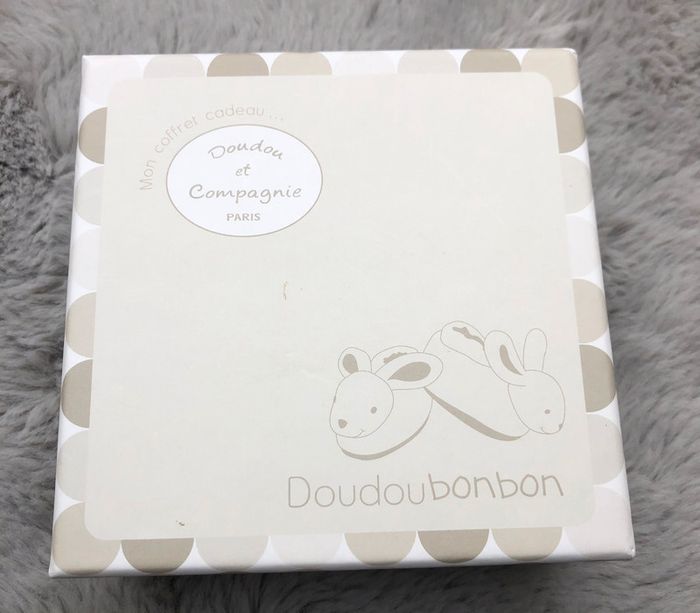 Mon coffret cadeau...
Doudou
et
Compagnie
PARIS
Doudoubonbon